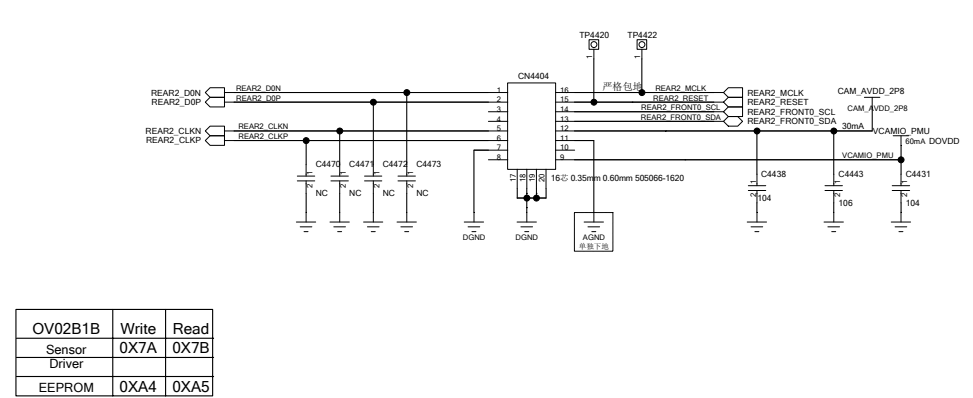 TP4420 TP4422
CN4404
严格包地
REAR2_D0N REAR2_D0N 1 16 REAR2_MCLK REAR2_MCLK CAM_AVDD_2P8
REAR2_D0P REAR2_D0P 2 15 REAR2_RESET REAR2_RESET
3 14 REAR2_FRONT0_SCL REAR2_FRONT0_SCL CAM_AVDD_2P8
4 13 REAR2_FRONT0_SDA REAR2_FRONT0_SDA
REAR2_CLKN REAR2_CLKN 5 12 30mA VCAMIO_PMU
REAR2_CLKP REAR2_CLKP 6 11 60mA DOVDD
7 10
8 9 VCAMIO_PMU
C4470 C4471 C4472 C4473
NC NC NC NC
17 18 19 20 16芯 0.35mm 0.60mm 505066-1620
C4438 C4443 C4431
104 106 104
DGND DGND AGND
单独下地
OV02B1B Write Read
Sensor 0X7A 0X7B
Driver
EEPROM 0XA4 0XA5